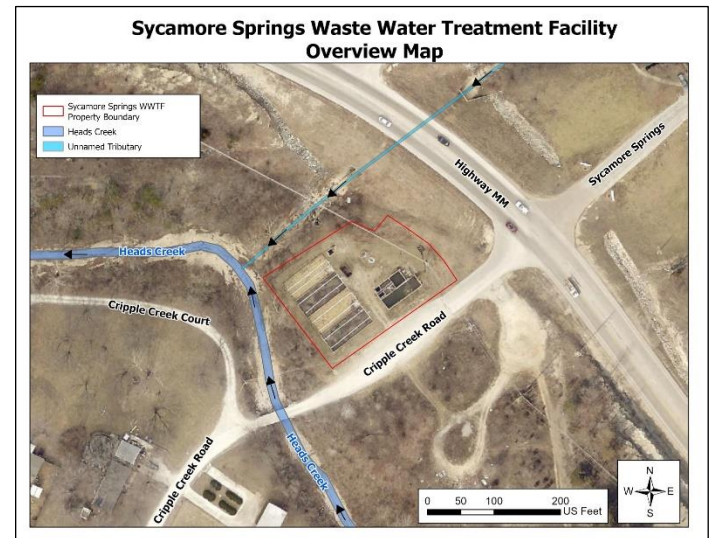 Sycamore Springs Waste Water Treatment Facility
Overview Map
Sycamore Springs WWTF
Property Boundary
Heads Creek
Unnamed Tributary
Highway MM
Sycamore Springs
Heads Creek
Cripple Creek Court
Cripple Creek Road
Heads Creek
Cripple Creek Road
N
W E
S
0 50 100 200
US Feet